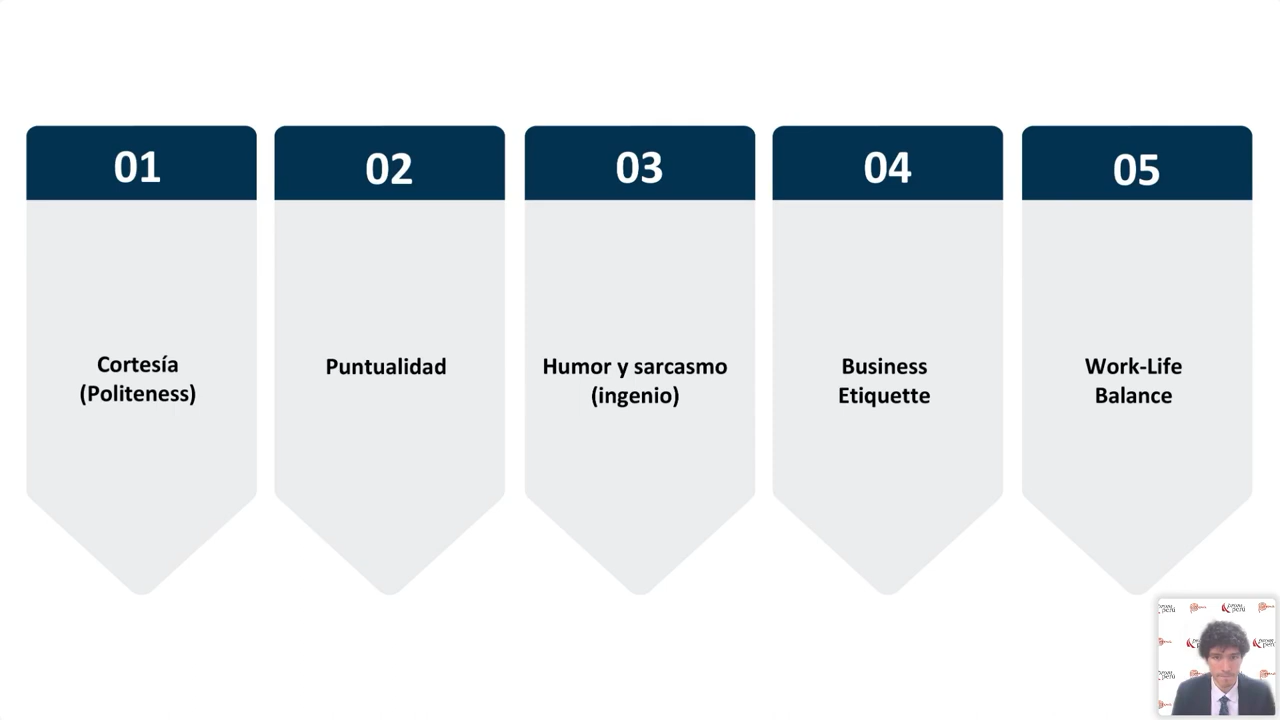 01
Cortesía
(Politeness)
02
Puntualidad
03
Humor y sarcasmo
(ingenio)
04
Business
Etiquette
05
Work-Life
Balance